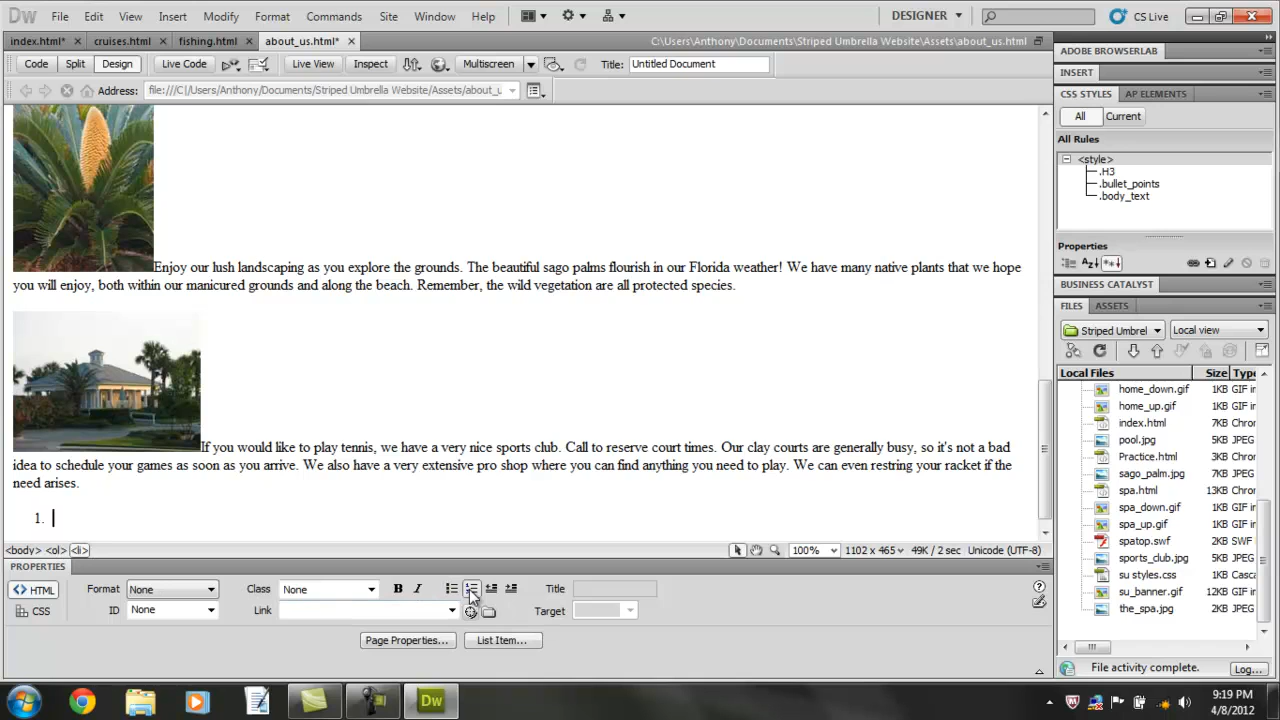 Dw File Edit View Insert Modify Format Commands Site Window Help DESIGNER CS Live
index.html* cruises.html fishing.html about_us.html* C:\Users\Anthony\Documents\Striped Umbrella Website\Assets\about_us.html
Code Split Design Live Code Live View Inspect Multiscreen Title: Untitled Document
Address: file:///C|/Users/Anthony/Documents/Striped Umbrella Website/Assets/about_u
Enjoy our lush landscaping as you explore the grounds. The beautiful sago palms flourish in our Florida weather! We have many native plants that we hope
you will enjoy, both within our manicured grounds and along the beach. Remember, the wild vegetation are all protected species.
If you would like to play tennis, we have a very nice sports club. Call to reserve court times. Our clay courts are generally busy, so it's not a bad
idea to schedule your games as soon as you arrive. We also have a very extensive pro shop where you can find anything you need to play. We can even restring your racket if the
need arises.
1.
<body> <ol> <li> 100% 1102 x 465 49K / 2 sec Unicode (UTF-8)
PROPERTIES
HTML Format None Class None B I Title
CSS ID None Link Target
Page Properties... List Item...
ADOBE BROWSERLAB
INSERT
CSS STYLES AP ELEMENTS
All Current
All Rules
<style>
.H3
.bullet_points
.body_text
Properties
BUSINESS CATALYST
FILES ASSETS
Striped Umbrel Local view
Local Files Size Type
home_down.gif 1KB GIF in
home_up.gif 1KB GIF in
index.html 1KB Chron
pool.jpg 4KB JPEG
Practice.html 1KB Chron
sago_palm.jpg 7KB JPEG
spa.html 13KB Chron
spa_down.gif 1KB GIF in
spa_up.gif 1KB GIF in
spatop.swf 2KB SWF
sports_club.jpg 7KB JPEG
su styles.css 1KB Casca
su_banner.gif 9KB GIF in
the_spa.jpg 2KB JPEG
File activity complete. Log...
Dw 9:19 PM
4/8/2012